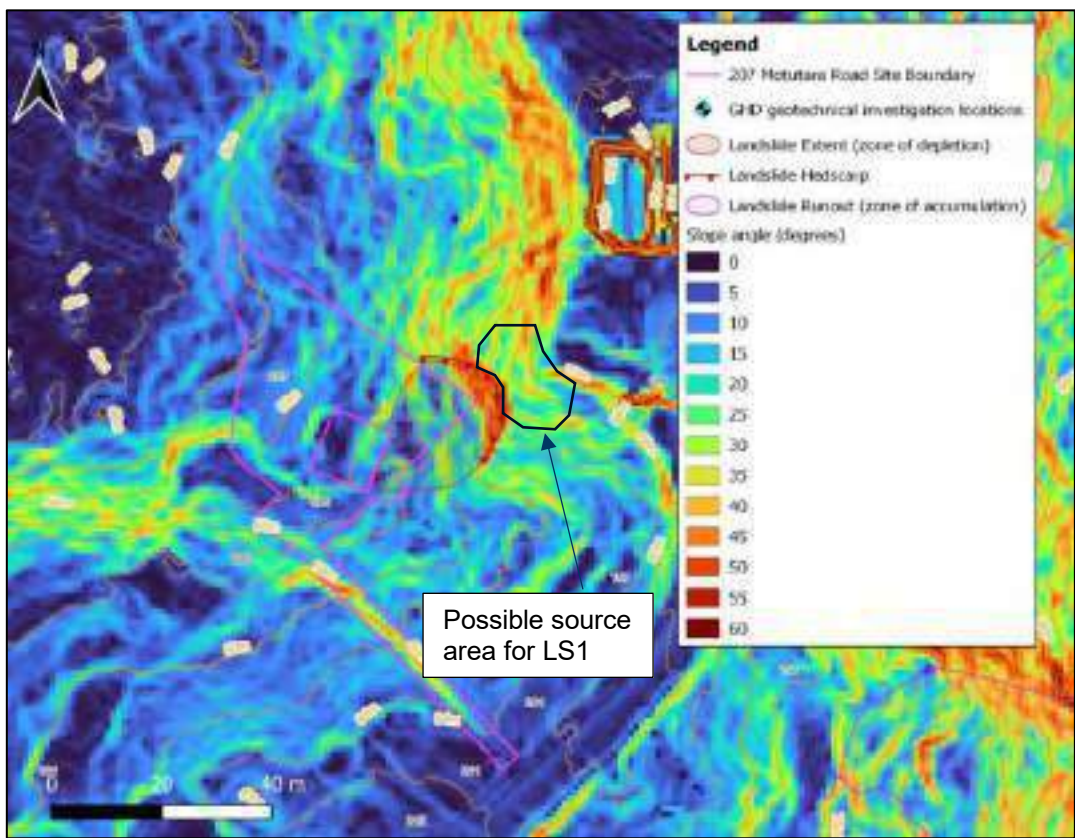 N
Legend
207 Motutara Road Site Boundary
GHD geotechnical investigation locations
Landslide Extent (zone of depletion)
Landslide Hedscarp
Landslide Runout (zone of accumulation)
Slope angle (degrees)
0
5
10
15
20
25
30
35
40
45
50
55
60
Possible source
area for LS1
0 20 40 m